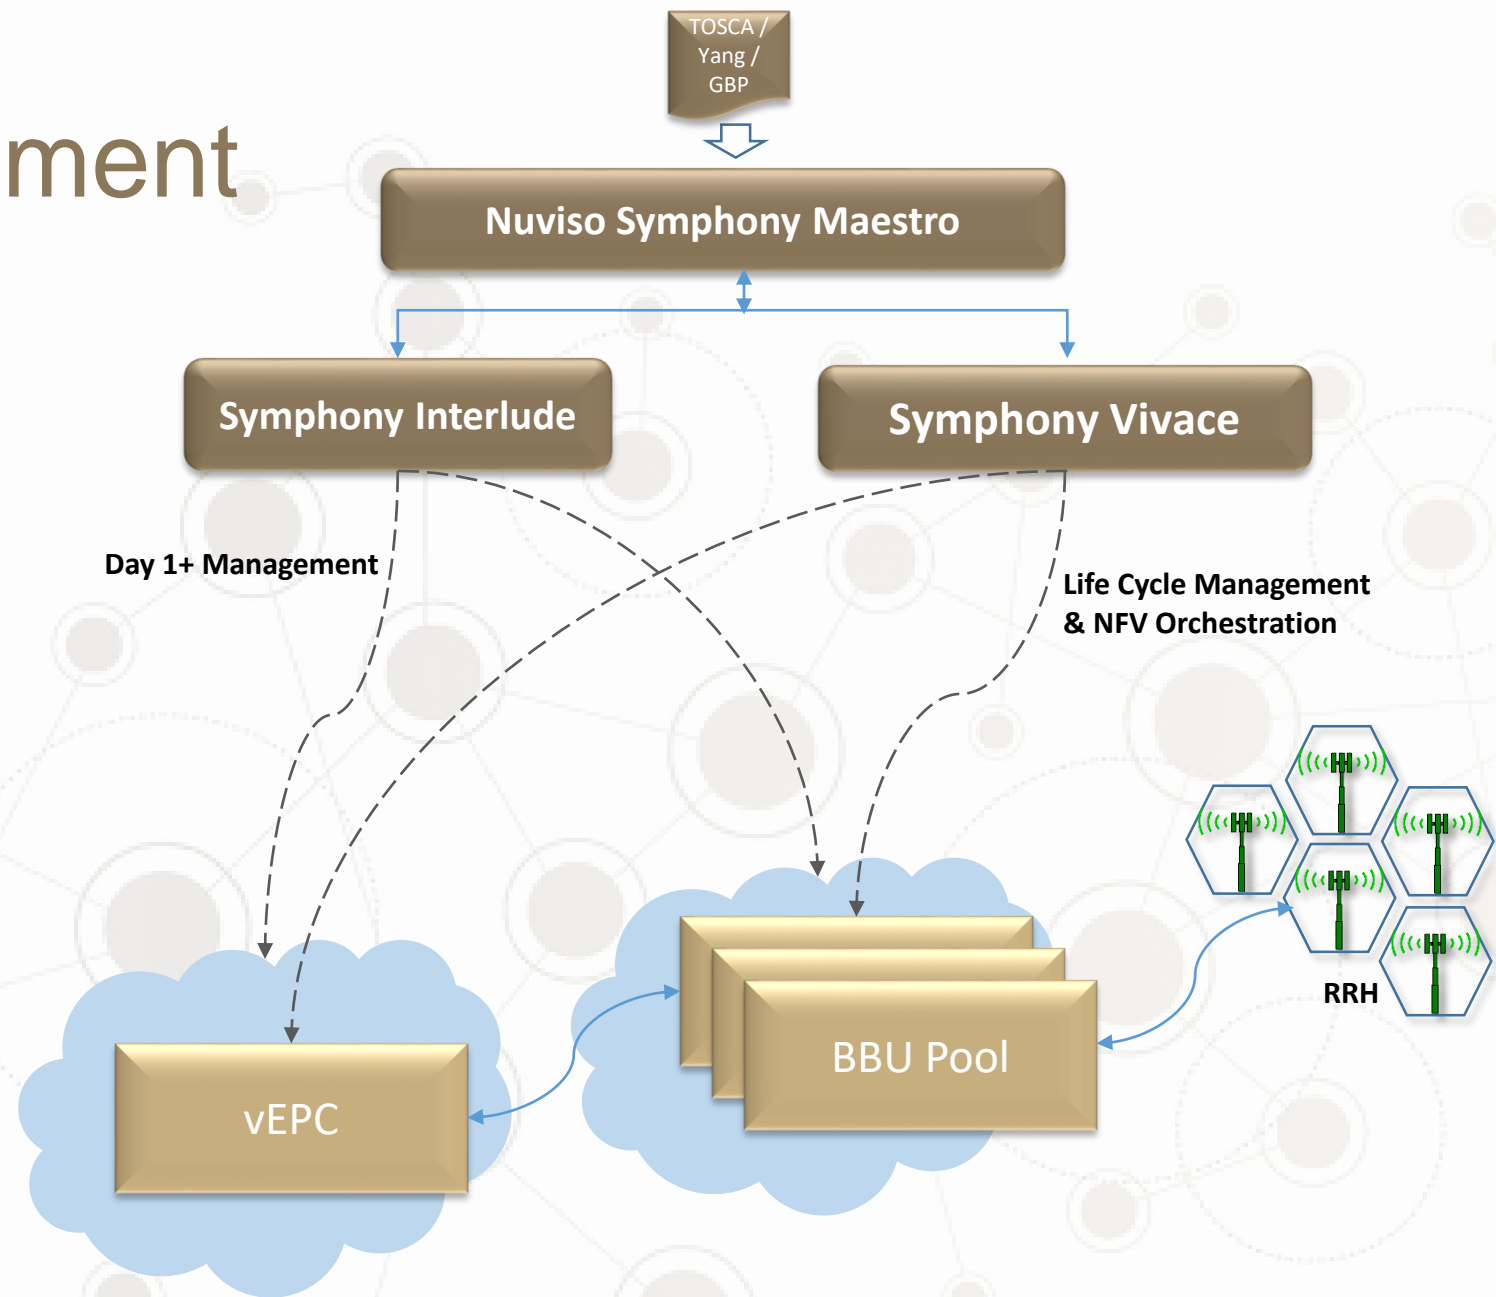 TOSCA /
Yang /
GBP
ment
Nuviso Symphony Maestro
Symphony Interlude
Symphony Vivace
Day 1+ Management
Life Cycle Management
& NFV Orchestration
RRH
BBU Pool
vEPC